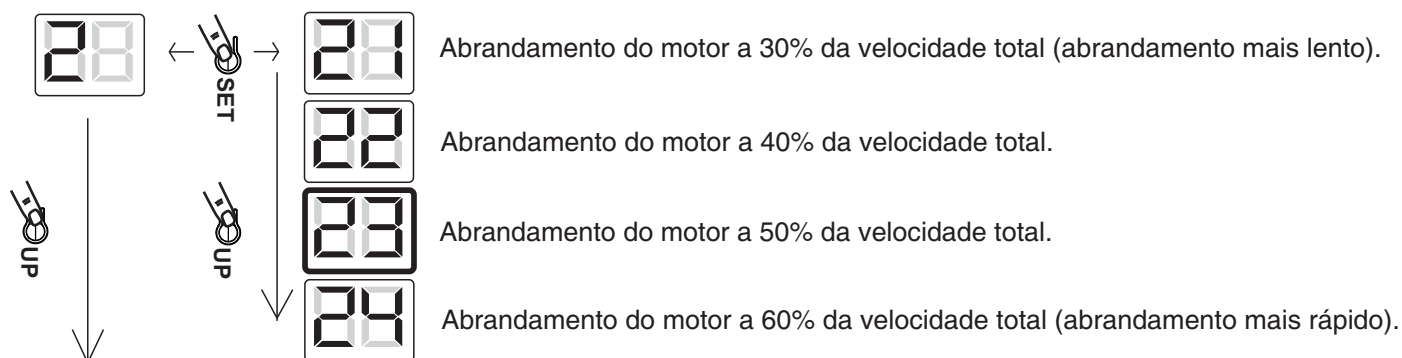 2
SET
21 Abrandamento do motor a 30% da velocidade total (abrandamento mais lento).
22 Abrandamento do motor a 40% da velocidade total.
UP
UP
23 Abrandamento do motor a 50% da velocidade total.
24 Abrandamento do motor a 60% da velocidade total (abrandamento mais rápido).